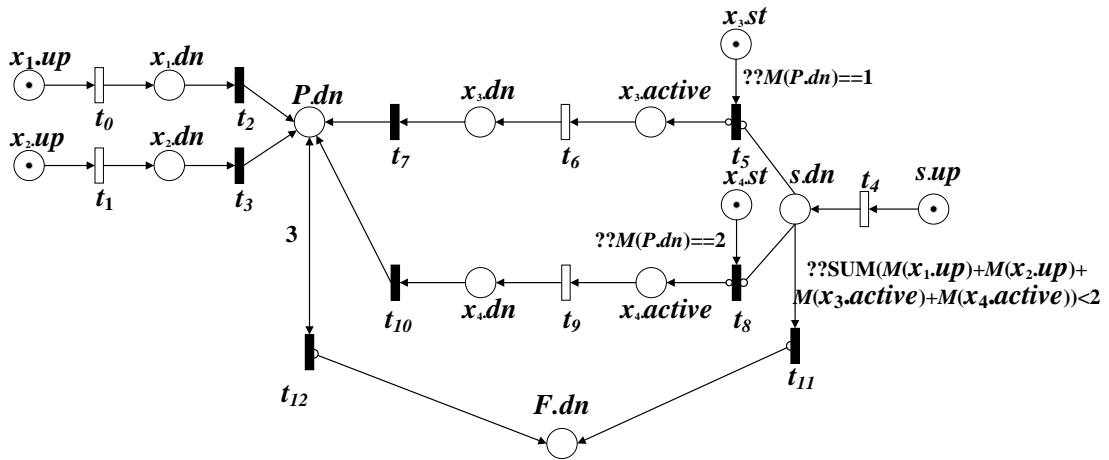 x₃.st
x₁.up
x₁.dn
P.dn
??M(P.dn)==1
x₃.dn
x₃.active
t₀
t₂
x₂.up
x₂.dn
t₇
t₆
t₅
t₁
t₃
x₄.st
s.dn
t₄
s.up
3
??M(P.dn)==2
??SUM(M(x₁.up)+M(x₂.up)+
M(x₃.active)+M(x₄.active))<2
x₄.dn
x₄.active
t₁₀
t₉
t₈
t₁₂
t₁₁
F.dn